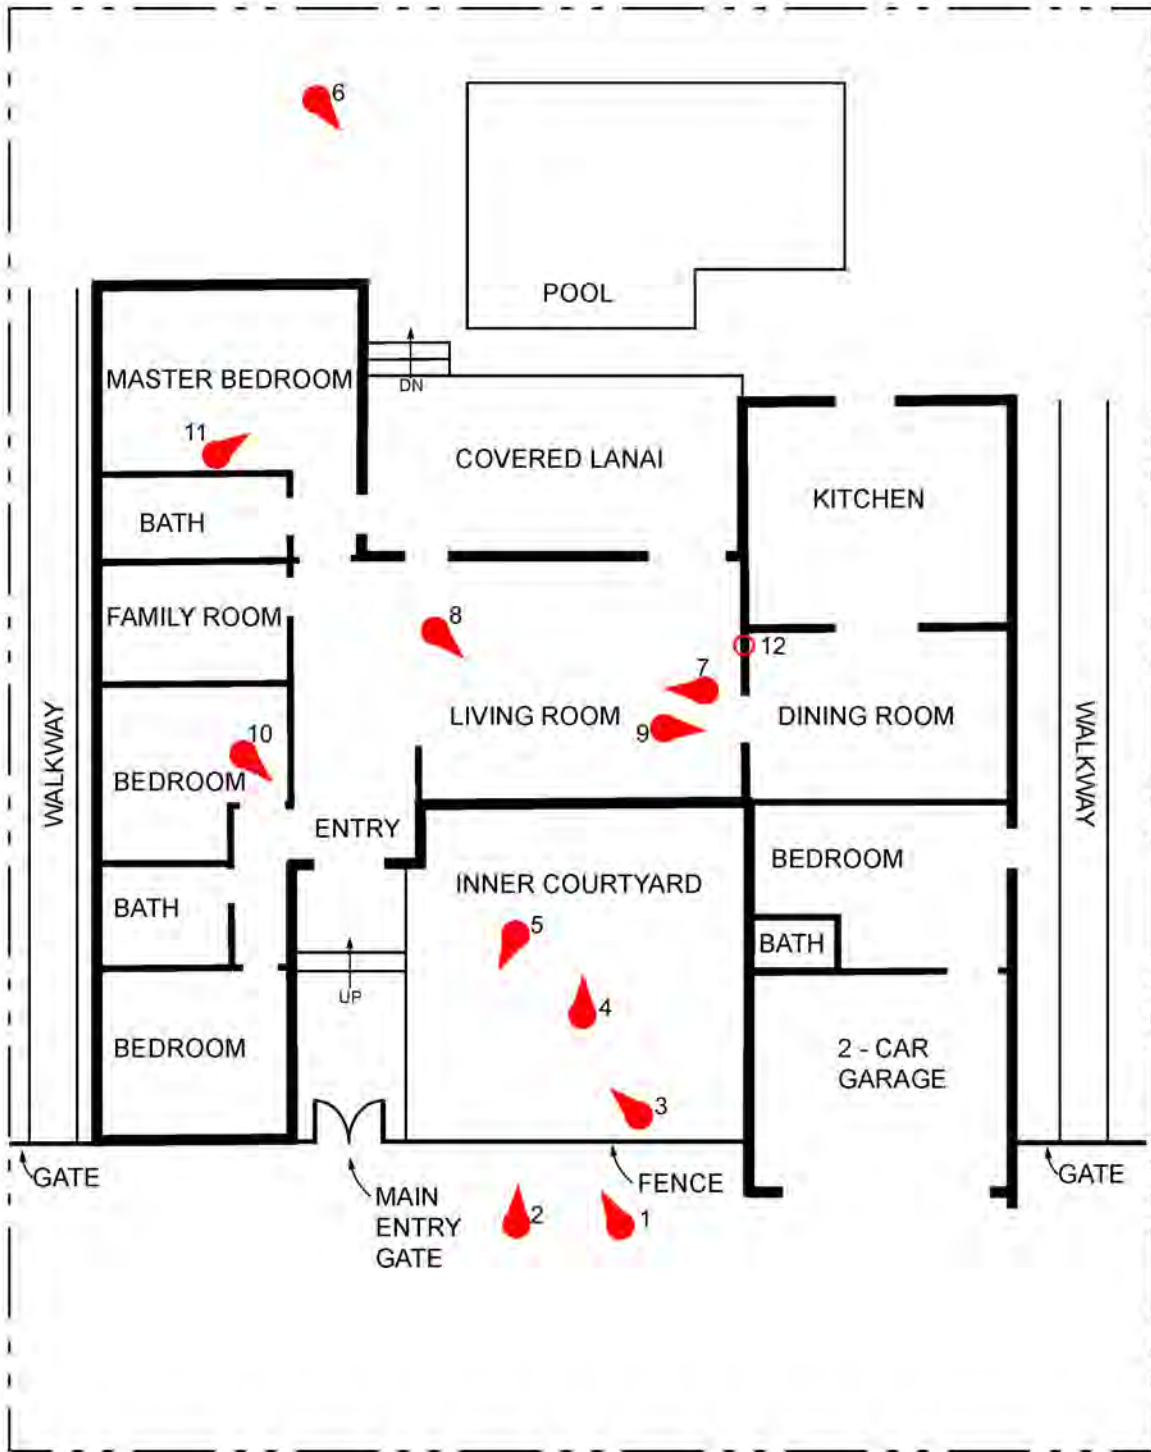 6
POOL
MASTER BEDROOM
DN
11
COVERED LANAI
KITCHEN
BATH
FAMILY ROOM
8
12
7
LIVING ROOM
9
DINING ROOM
WALKWAY
WALKWAY
10
BEDROOM
ENTRY
BEDROOM
INNER COURTYARD
BATH
5
BATH
UP
4
BEDROOM
2 - CAR
GARAGE
3
GATE
MAIN
ENTRY
GATE
FENCE
GATE
2
1